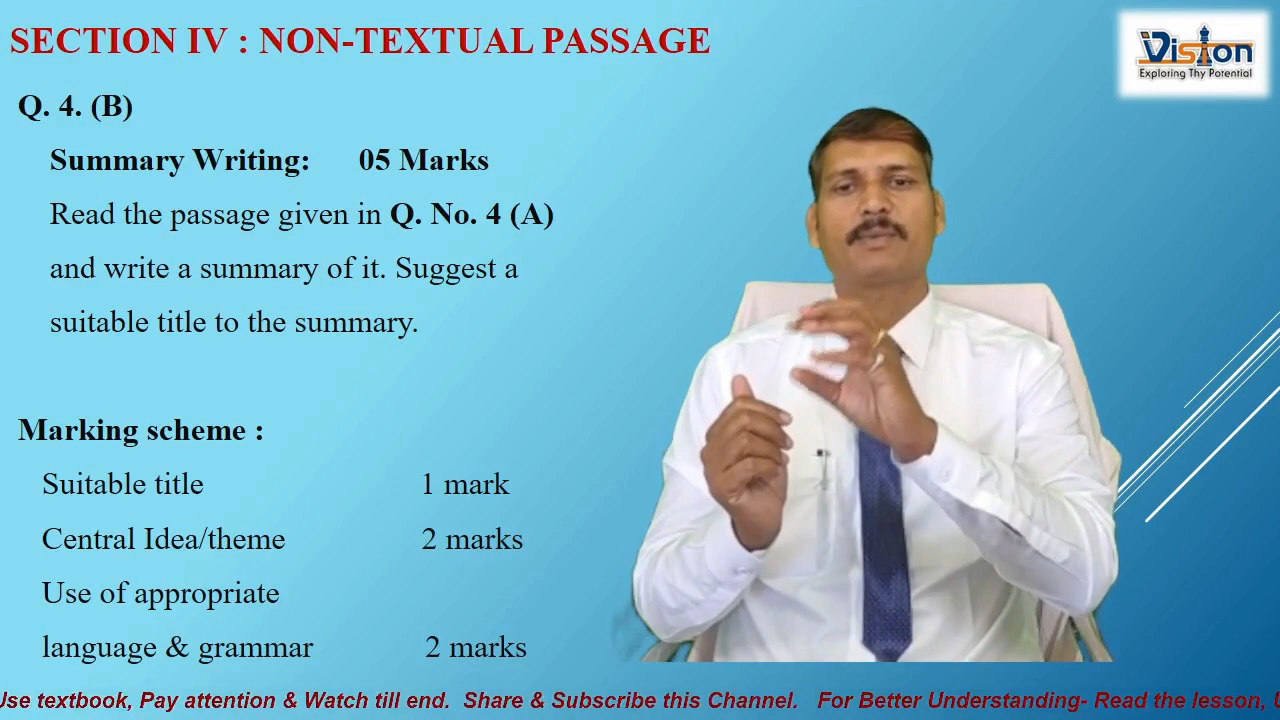 SECTION IV : NON-TEXTUAL PASSAGE
Vision
Exploring Thy Potential
Q. 4. (B)
Summary Writing: 05 Marks
Read the passage given in Q. No. 4 (A)
and write a summary of it. Suggest a
suitable title to the summary.
Marking scheme :
Suitable title 1 mark
Central Idea/theme 2 marks
Use of appropriate
language & grammar 2 marks
Use textbook, Pay attention & Watch till end. Share & Subscribe this Channel. For Better Understanding- Read the lesson,